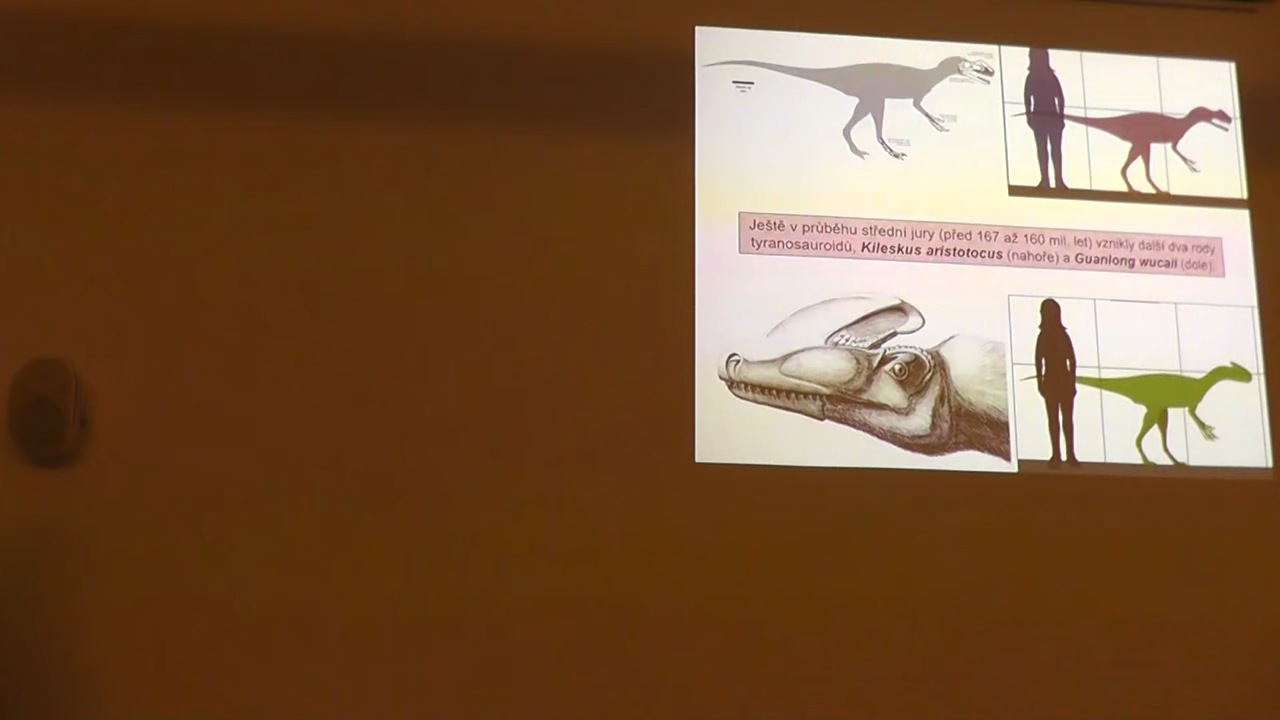 Ještě v průběhu střední jury (před 167 až 160 mil. let) vznikly další dva rody
tyranosauroidů, Kileskus aristotocus (nahoře) a Guanlong wucaii (dole).